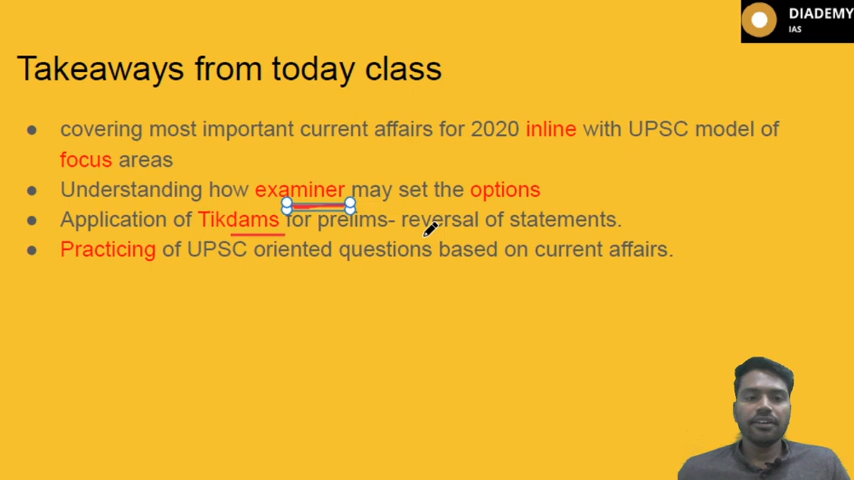 DIADEMY
IAS
Takeaways from today class
● covering most important current affairs for 2020 inline with UPSC model of
focus areas
● Understanding how examiner may set the options
● Application of Tikdams for prelims- reversal of statements.
● Practicing of UPSC oriented questions based on current affairs.